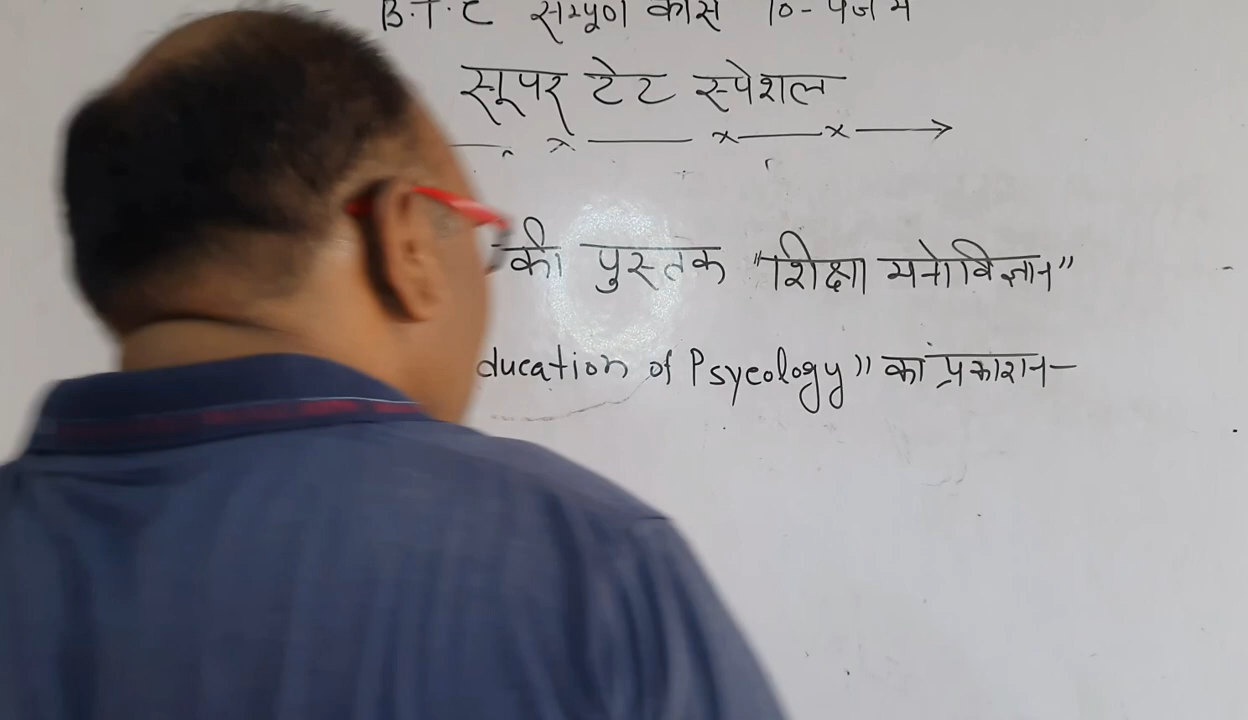 B.T.C सम्पूर्ण कोर्स 10-पेज में
सूपर टेट स्पेशल
की पुस्तक "शिक्षा मनोविज्ञान"
ducation of Psycology" का प्रकाशन-